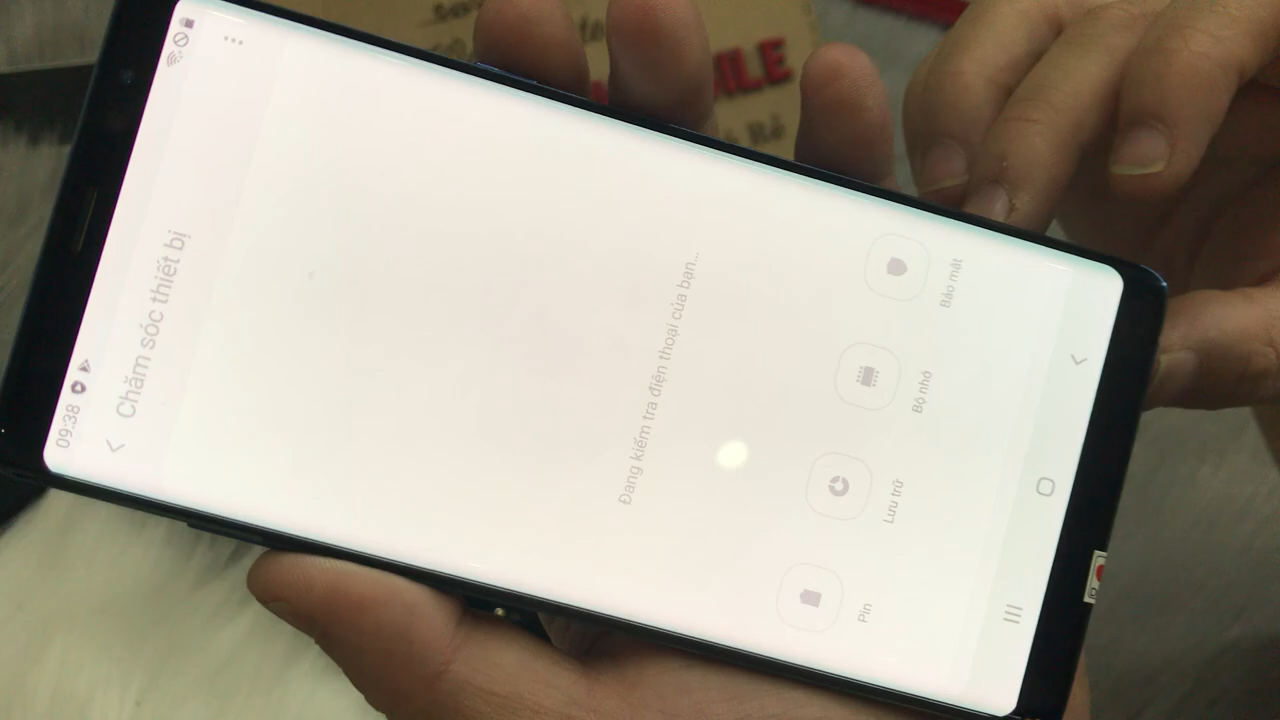 09:38
Chăm sóc thiết bị
Đang kiểm tra điện thoại của bạn...
Pin
Lưu trữ
Bộ nhớ
Bảo mật